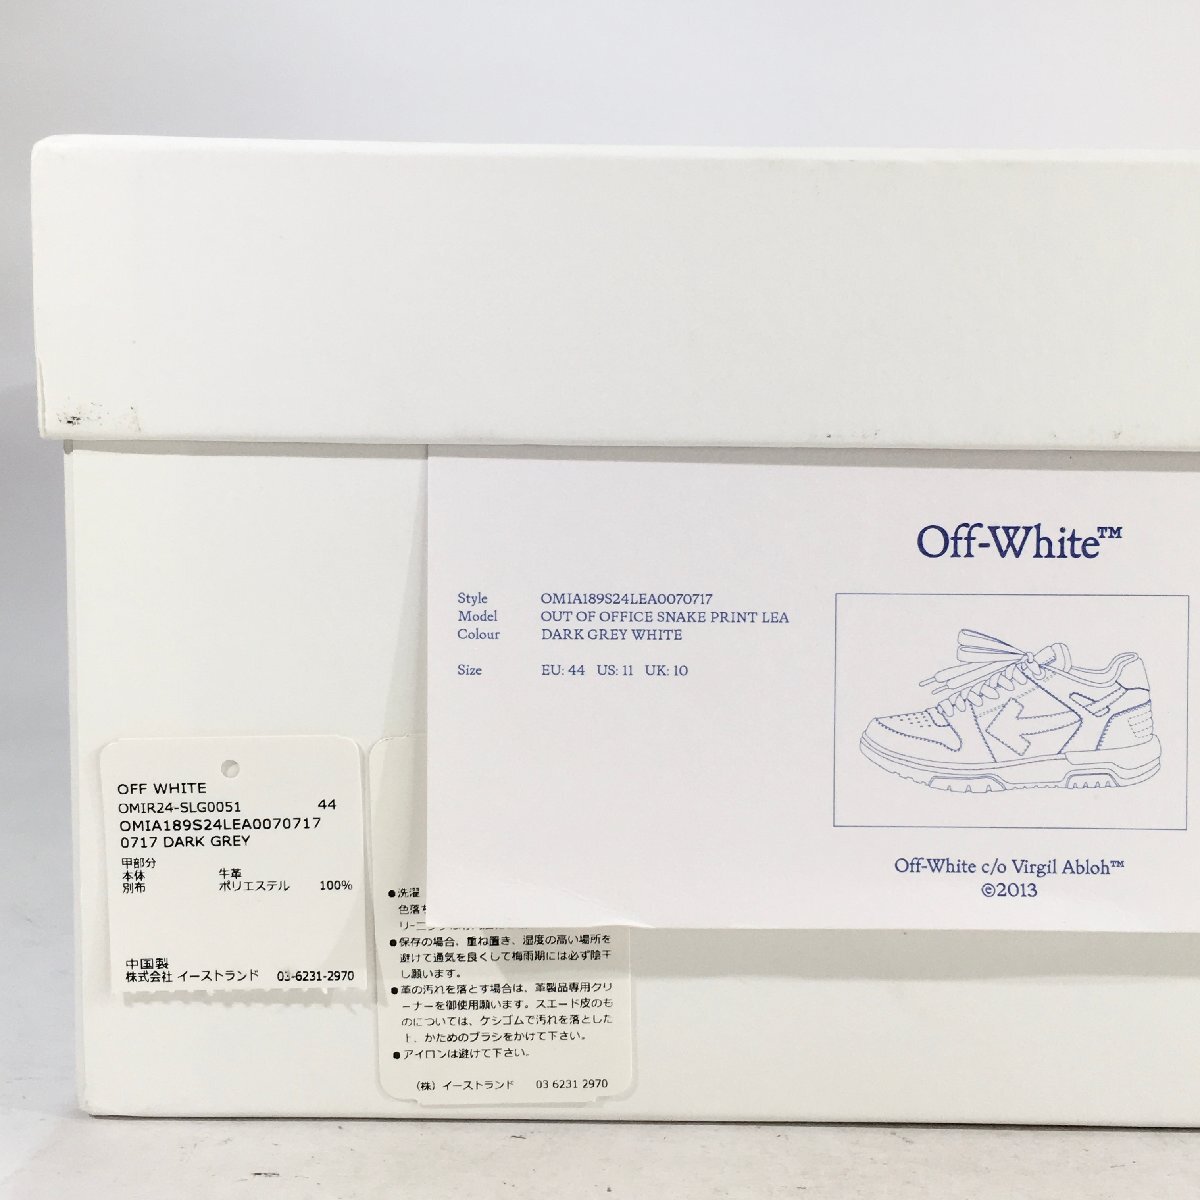 Off-White™
Style OMIA189S24LEA0070717
Model OUT OF OFFICE SNAKE PRINT LEA
Colour DARK GREY WHITE
Size EU: 44 US: 11 UK: 10
Off-White c/o Virgil Abloh™
©2013
OFF WHITE
OMIR24-SLG0051 44
OMIA189S24LEA0070717
0717 DARK GREY
甲部分
本体 牛革
別布 ポリエステル 100%
中国製
株式会社 イーストランド 03-6231-2970
●洗濯
色落
●保存の場合、重ね置き、湿度の高い場所を
避けて通気を良くして梅雨期には必ず陰干
し願います。
●革の汚れを落とす場合は、革製品専用クリ
ーナーを御使用願います。スエード皮のも
のについては、ケシゴムで汚れを落とした
上、かためのブラシをかけて下さい。
●アイロンは避けて下さい。
(株) イーストランド 03 6231 2970